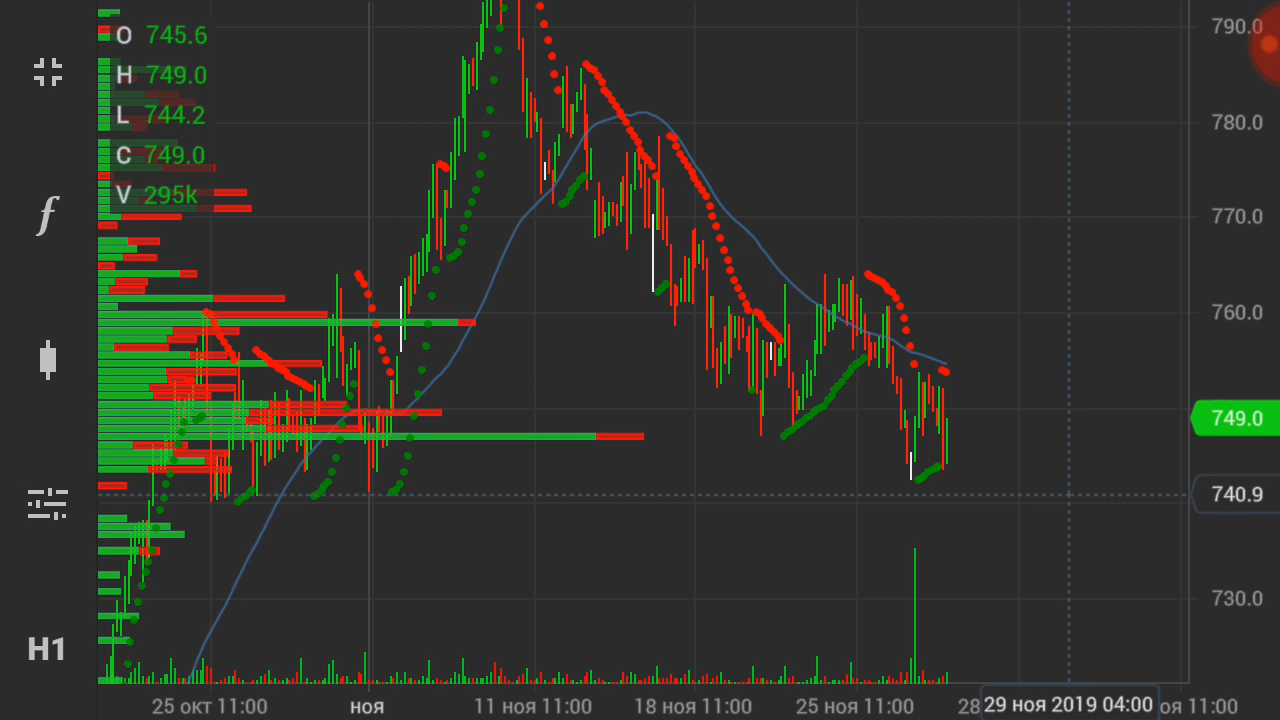 O 745.6
H 749.0
L 744.2
C 749.0
V 295k
790.0
780.0
770.0
760.0
749.0
740.9
730.0
f
H1
25 окт 11:00 ноя 11 ноя 11:00 18 ноя 11:00 25 ноя 11:00 28 29 ноя 2019 04:00 оя 11:00